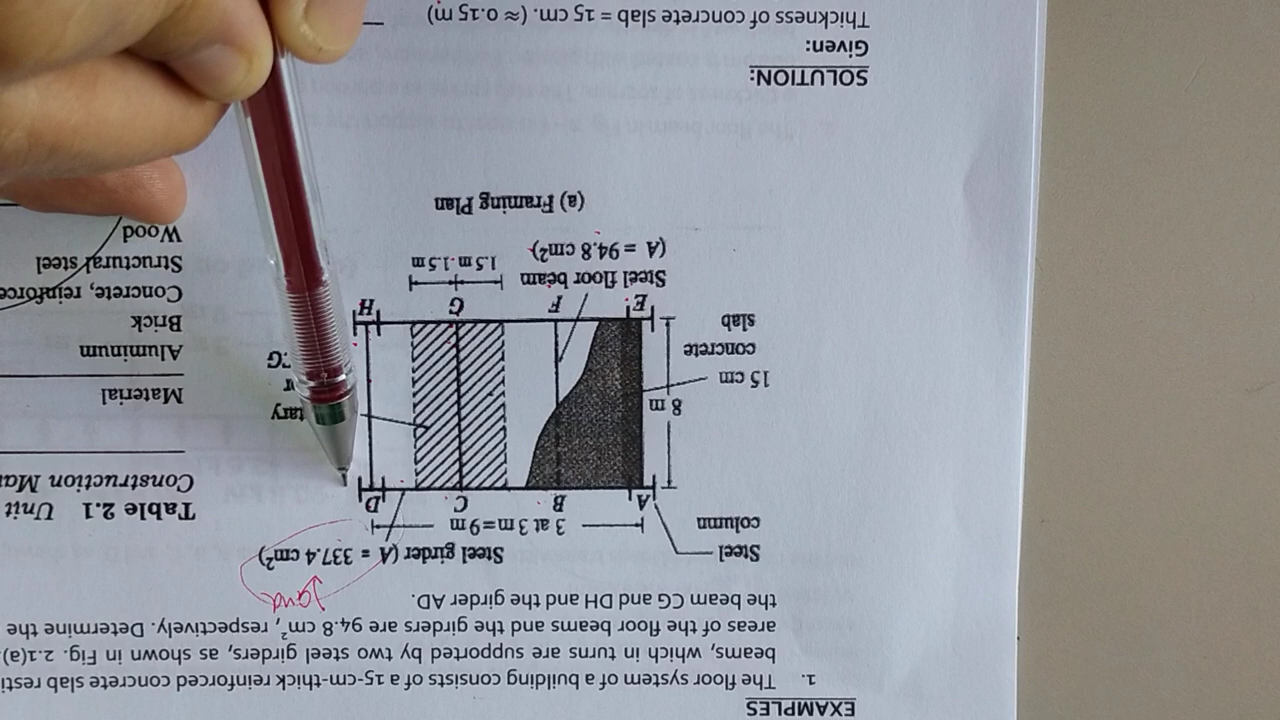 EXAMPLES
1. The floor system of a building consists of a 15-cm-thick reinforced concrete slab resti
beams, which in turns are supported by two steel girders, as shown in Fig. 2.1(a).
areas of the floor beams and the girders are 94.8 cm², respectively. Determine the
the beam CG and DH and the girder AD.
and
Steel column
Steel girder (A = 337.4 cm²)
3 at 3 m = 9 m
A B C D
8 m
15 cm concrete slab
tary
CG
E F G H
Steel floor beam
(A = 94.8 cm²)
1.5 m 1.5 m
(a) Framing Plan
SOLUTION:
Given:
Thickness of concrete slab = 15 cm. (≈ 0.15 m)
Table 2.1 Unit
Construction Ma
Material
Aluminum
Brick
Concrete, reinforce
Structural steel
Wood